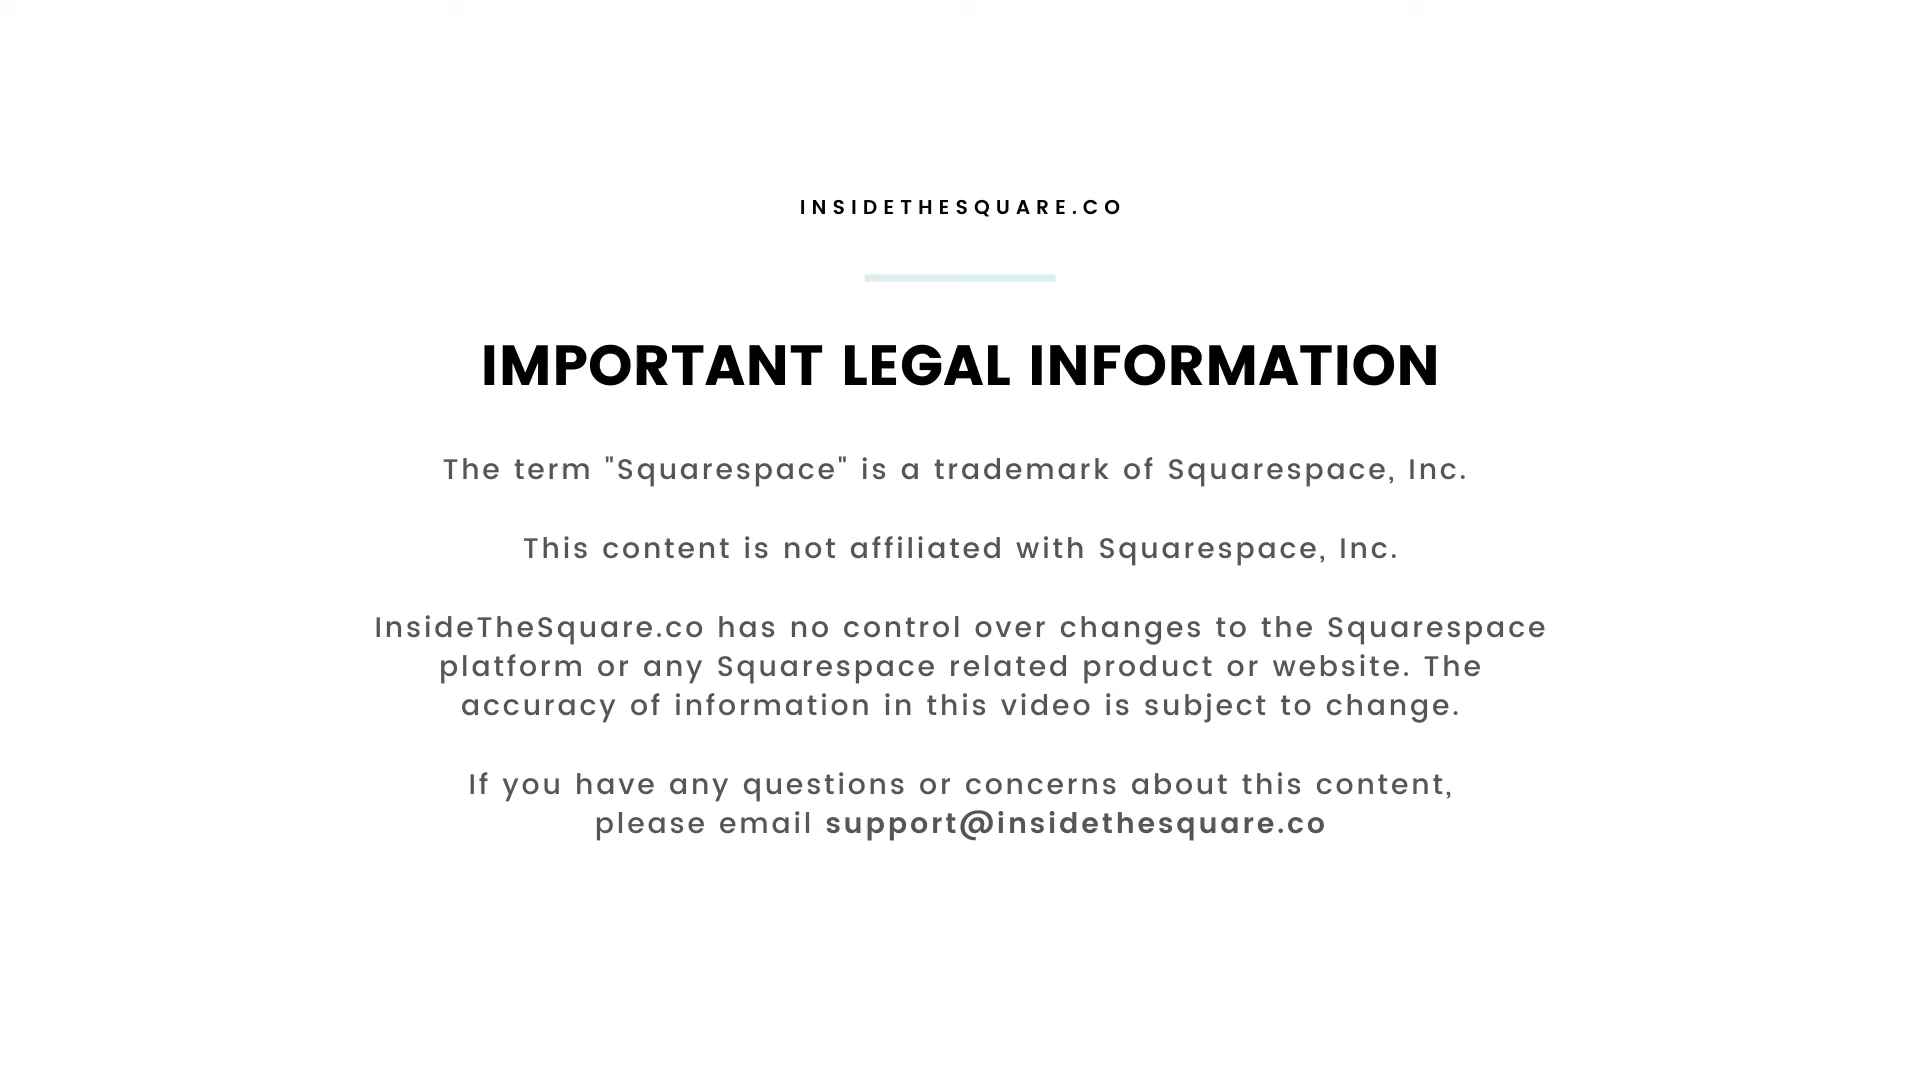 INSIDETHESQUARE.CO
IMPORTANT LEGAL INFORMATION
The term "Squarespace" is a trademark of Squarespace, Inc.
This content is not affiliated with Squarespace, Inc.
InsideTheSquare.co has no control over changes to the Squarespace
platform or any Squarespace related product or website. The
accuracy of information in this video is subject to change.
If you have any questions or concerns about this content,
please email support@insidethesquare.co